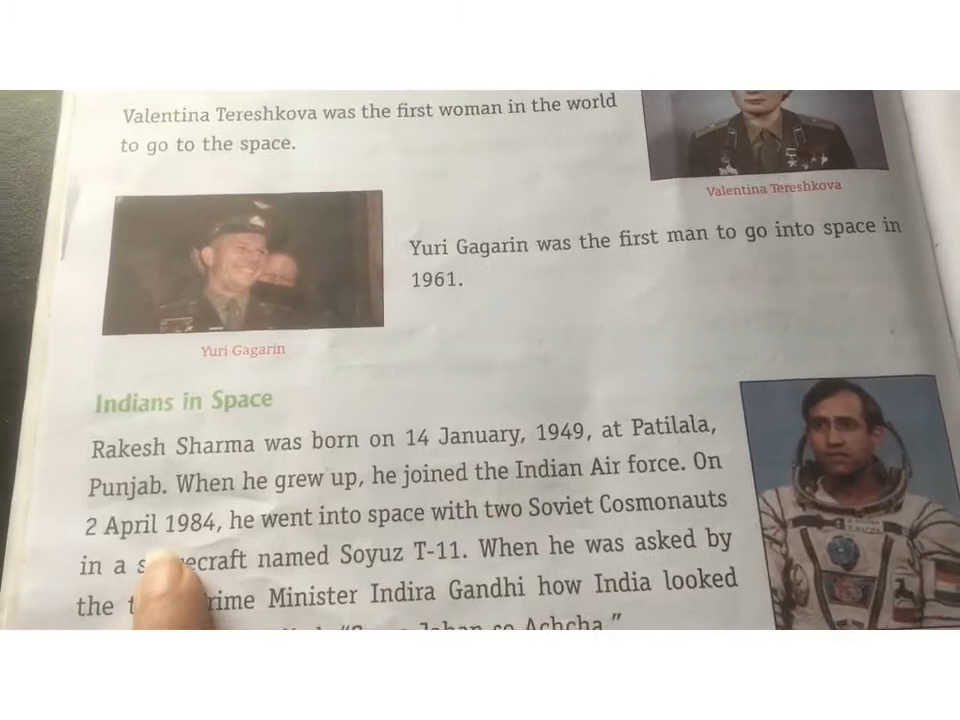 Valentina Tereshkova was the first woman in the world
to go to the space.
Valentina Tereshkova
Yuri Gagarin was the first man to go into space in
1961.
Yuri Gagarin
Indians in Space
Rakesh Sharma was born on 14 January, 1949, at Patilala,
Punjab. When he grew up, he joined the Indian Air force. On
2 April 1984, he went into space with two Soviet Cosmonauts
in a named Soyuz T-11. When he was asked by
the Minister Indira Gandhi how India looked
Achcha."